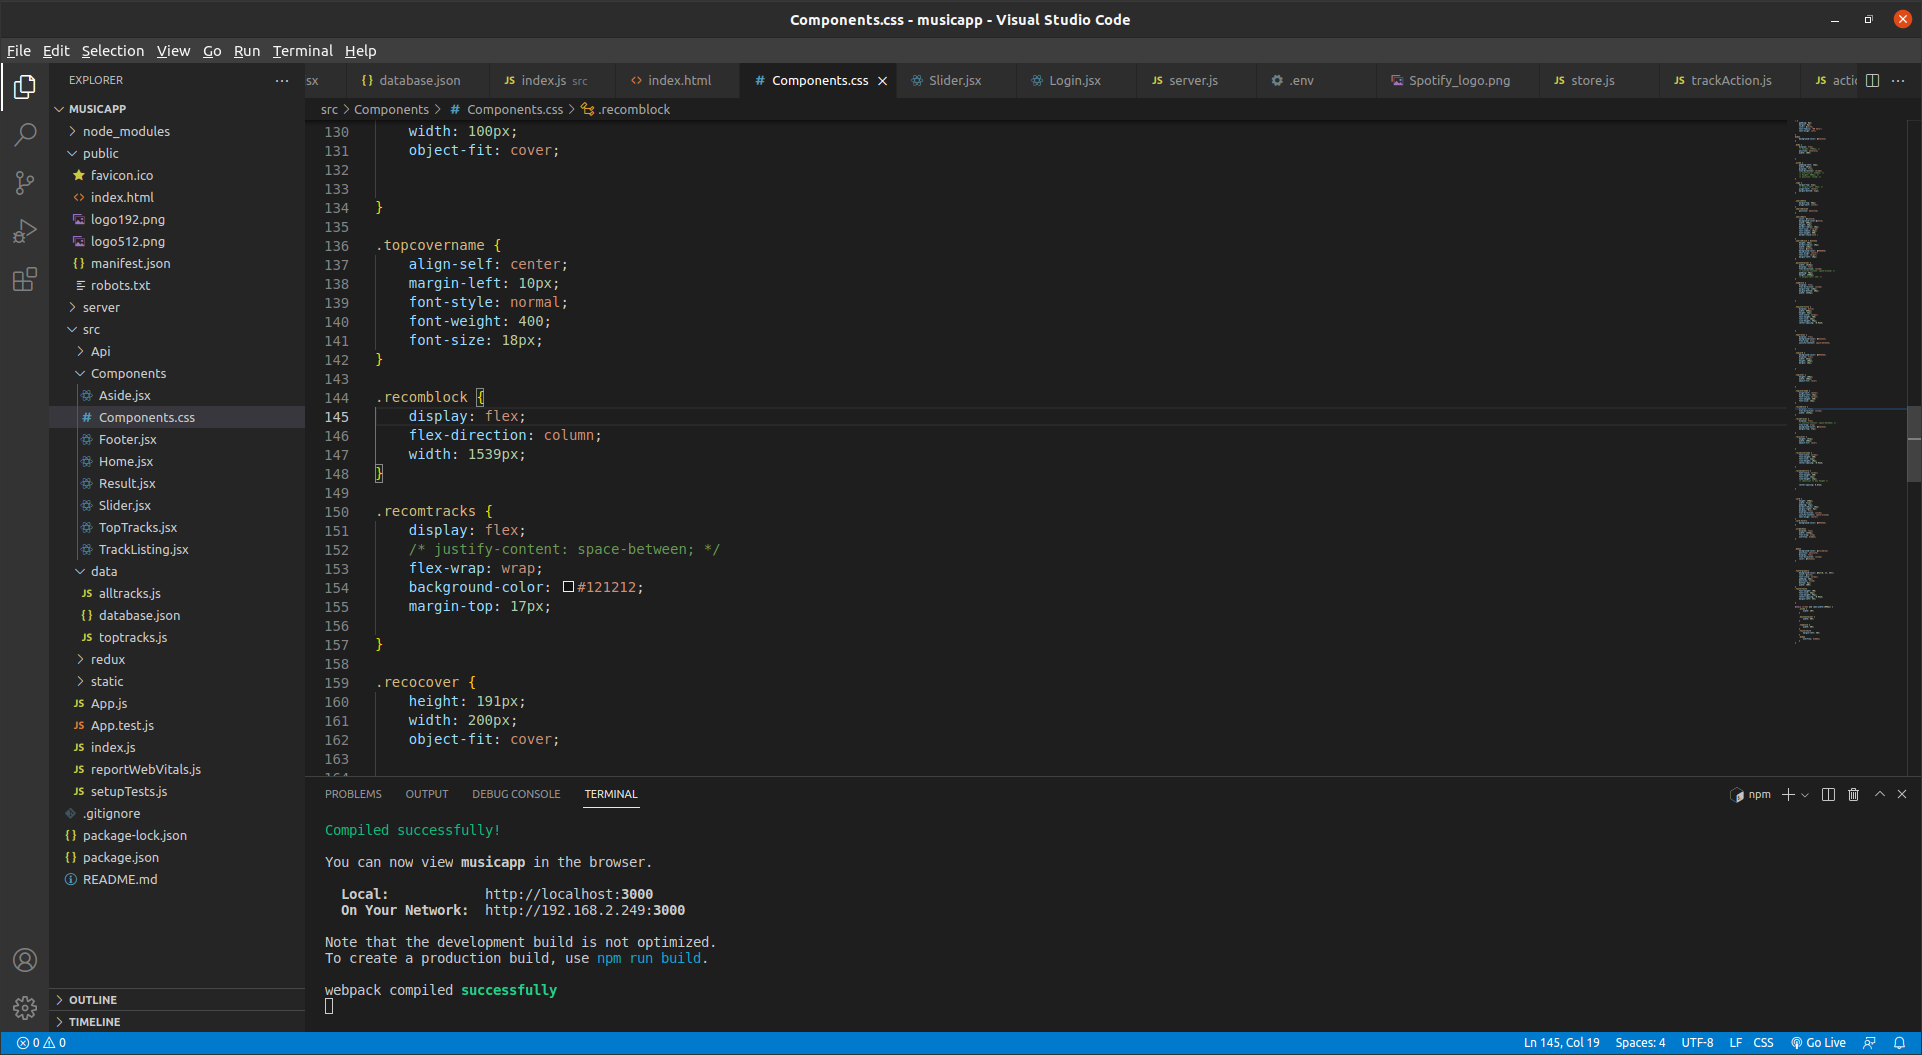 Components.css - musicapp - Visual Studio Code
File Edit Selection View Go Run Terminal Help
EXPLORER
MUSICAPP
node_modules
public
favicon.ico
index.html
logo192.png
logo512.png
manifest.json
robots.txt
server
src
Api
Components
Aside.jsx
Components.css
Footer.jsx
Home.jsx
Result.jsx
Slider.jsx
TopTracks.jsx
TrackListing.jsx
data
alltracks.js
database.json
toptracks.js
redux
static
App.js
App.test.js
index.js
reportWebVitals.js
setupTests.js
.gitignore
package-lock.json
package.json
README.md
OUTLINE
TIMELINE
sx {} database.json JS index.js src <> index.html # Components.css Slider.jsx Login.jsx JS server.js .env Spotify_logo.png JS store.js JS trackAction.js JS actio
src > Components > # Components.css > .recomblock
130 width: 100px;
131 object-fit: cover;
132
133
134 }
135
136 .topcovername {
137 align-self: center;
138 margin-left: 10px;
139 font-style: normal;
140 font-weight: 400;
141 font-size: 18px;
142 }
143
144 .recomblock {
145 display: flex;
146 flex-direction: column;
147 width: 1539px;
148 }
149
150 .recomtracks {
151 display: flex;
152 /* justify-content: space-between; */
153 flex-wrap: wrap;
154 background-color: #121212;
155 margin-top: 17px;
156
157 }
158
159 .recocover {
160 height: 191px;
161 width: 200px;
162 object-fit: cover;
163
164
PROBLEMS OUTPUT DEBUG CONSOLE TERMINAL
npm
Compiled successfully!
You can now view musicapp in the browser.
Local: http://localhost:3000
On Your Network: http://192.168.2.249:3000
Note that the development build is not optimized.
To create a production build, use npm run build.
webpack compiled successfully
0 0
Ln 145, Col 19 Spaces: 4 UTF-8 LF CSS Go Live